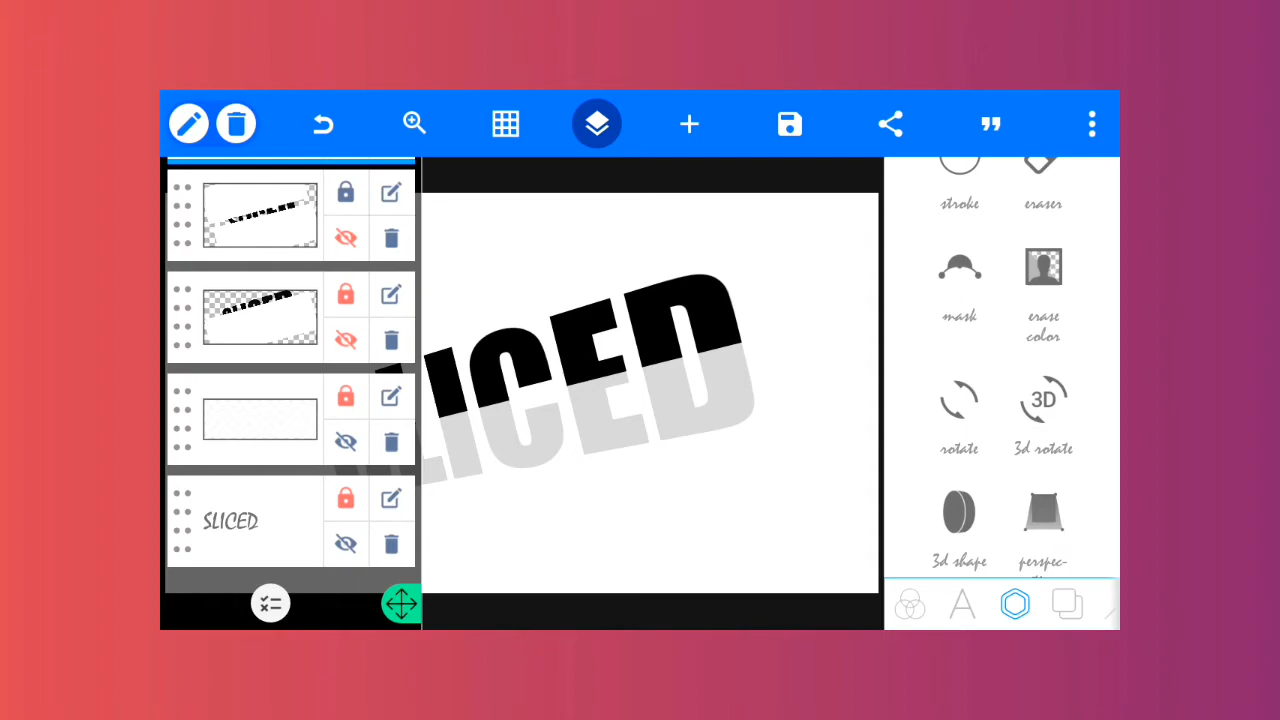 stroke
eraser
SLICED
mask
erase
color
3D
rotate
3d rotate
SLICED
3d shape
perspec-